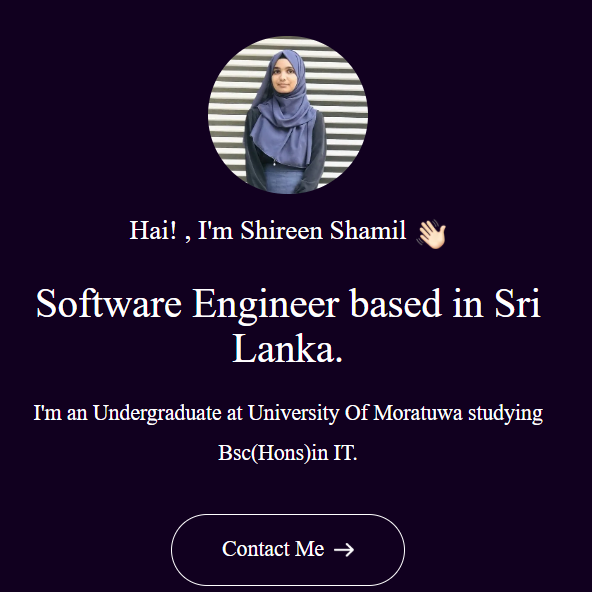 Hai! , I'm Shireen Shamil 👋🏻
Software Engineer based in Sri
Lanka.
I'm an Undergraduate at University Of Moratuwa studying
Bsc(Hons)in IT.
Contact Me →